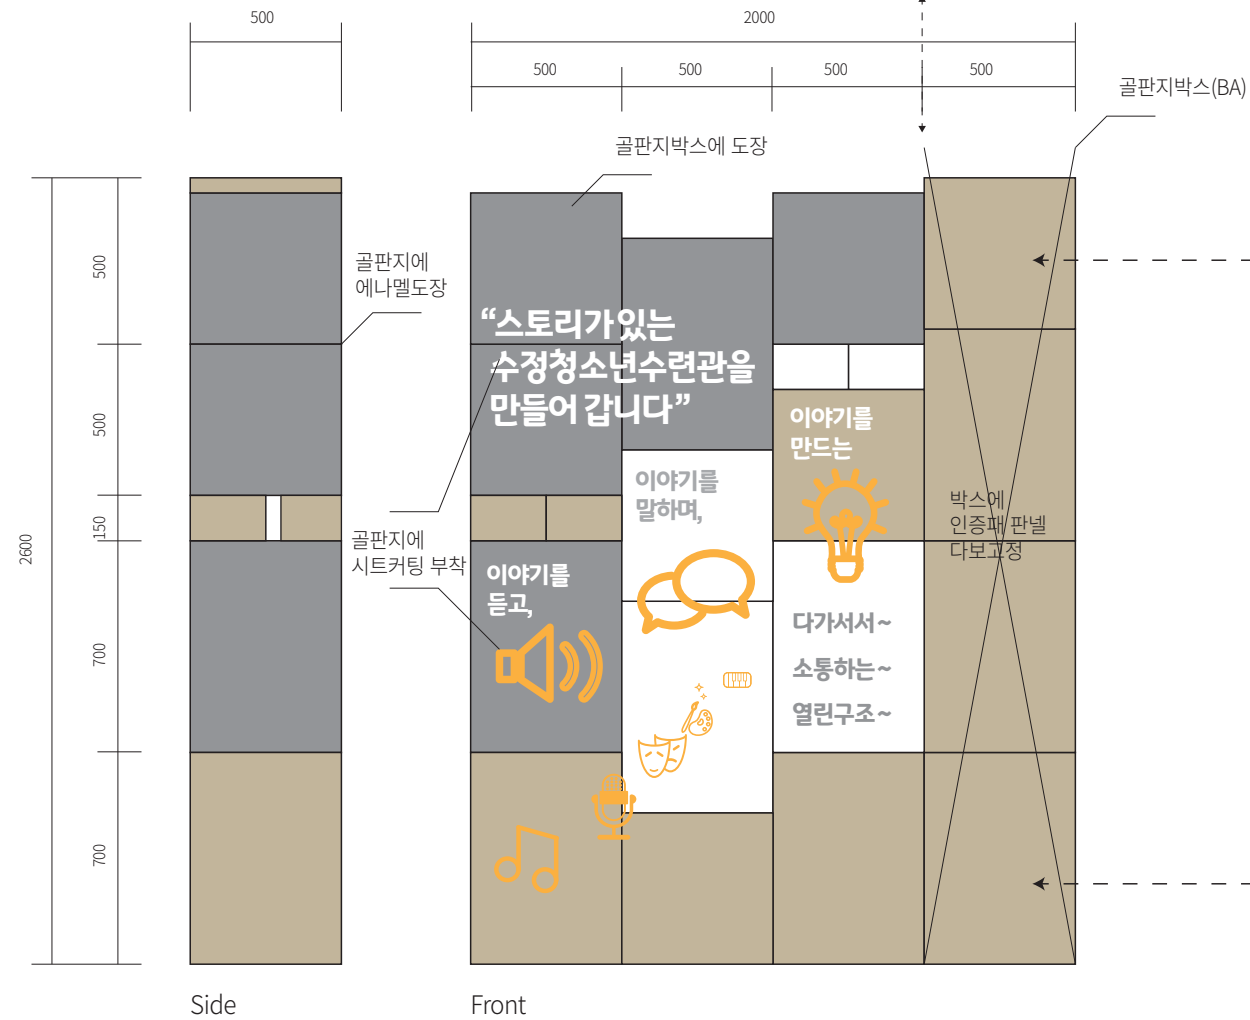 500
2000
500
500
500
500
골판지박스(BA)
골판지박스에 도장
골판지에
에나멜도장
500
500
150
2600
700
700
“스토리가있는
수정청소년수련관을
만들어 갑니다”
이야기를
만드는
이야기를
말하며,
박스에
인증패 판넬
다보고정
골판지에
시트커팅 부착
이야기를
듣고,
다가서서~
소통하는~
열린구조~
Side
Front